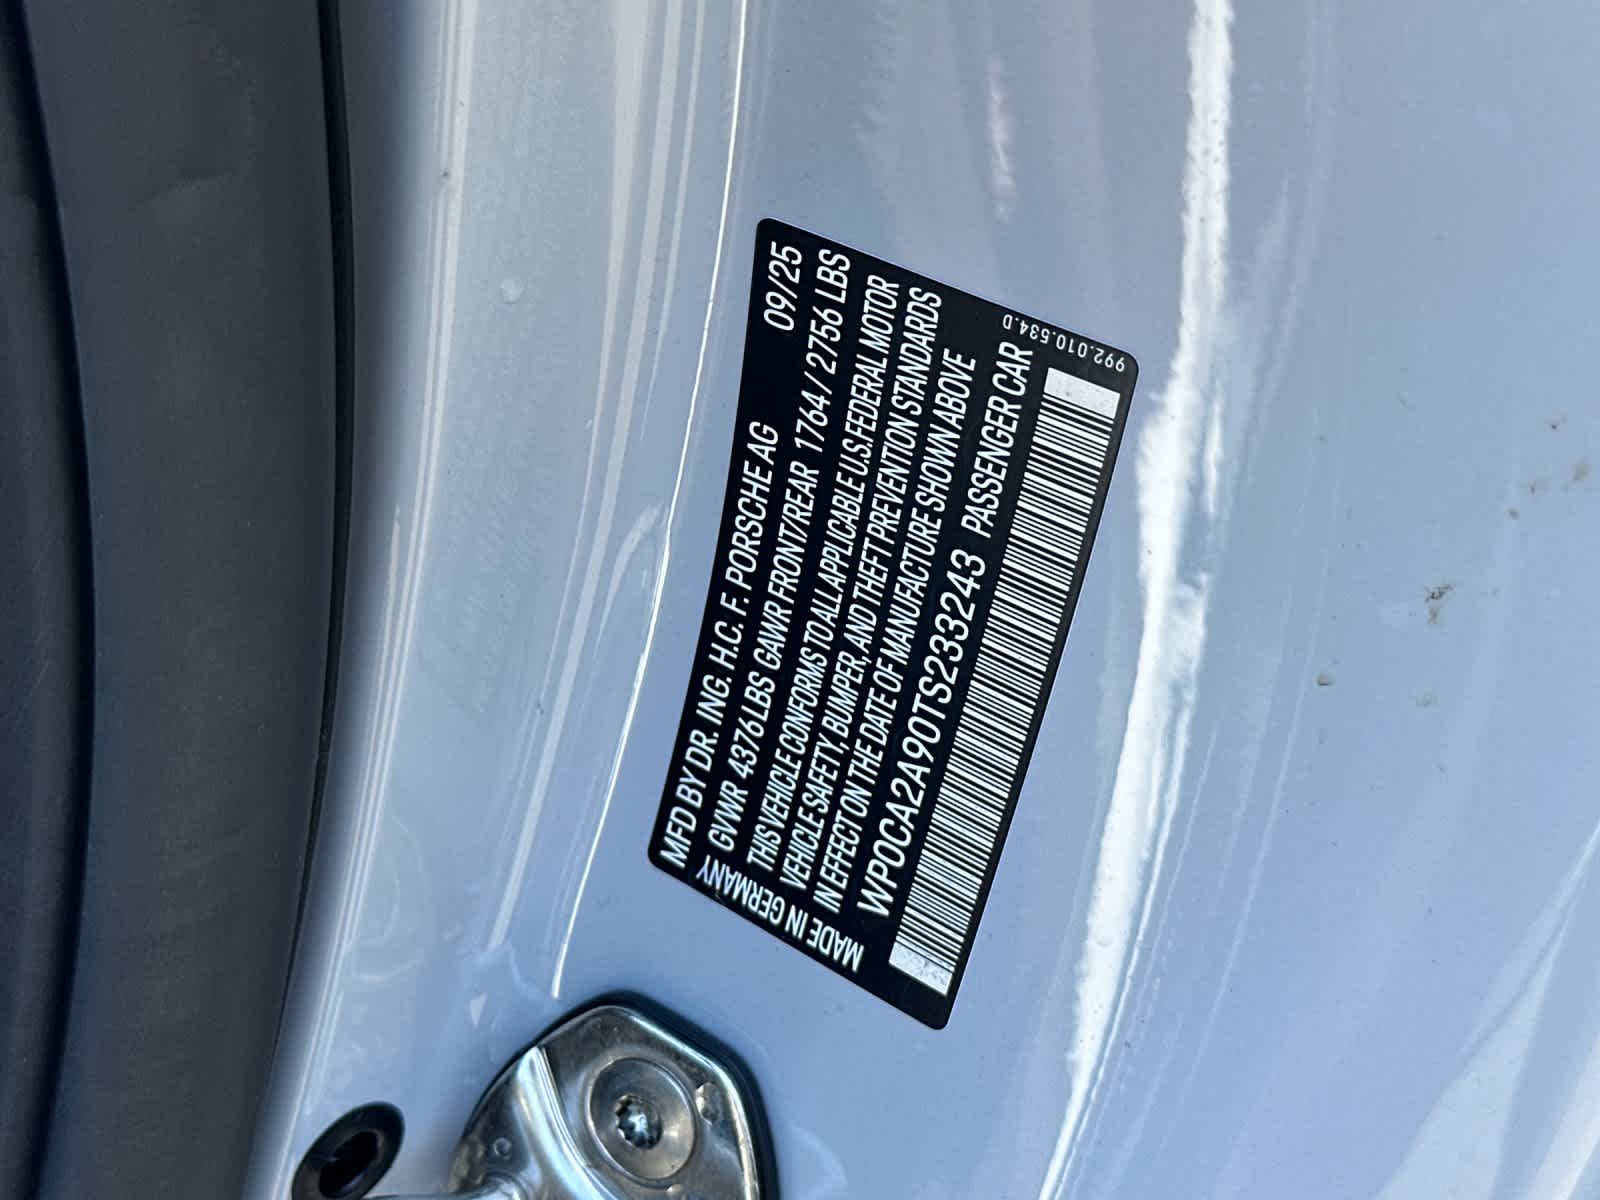 MFD BY DR. ING. H.C. F. PORSCHE AG 09/25
GVWR 4376LBS GAWR FRONT/REAR 1764/2756 LBS
THIS VEHICLE CONFORMS TO ALL APPLICABLE U.S.FEDERAL MOTOR
VEHICLE SAFETY, BUMPER, AND THEFT PREVENTION STANDARDS
IN EFFECT ON THE DATE OF MANUFACTURE SHOWN ABOVE
WP0CA2A90TS233243 PASSENGER CAR
MADE IN GERMANY
992.010.534.D